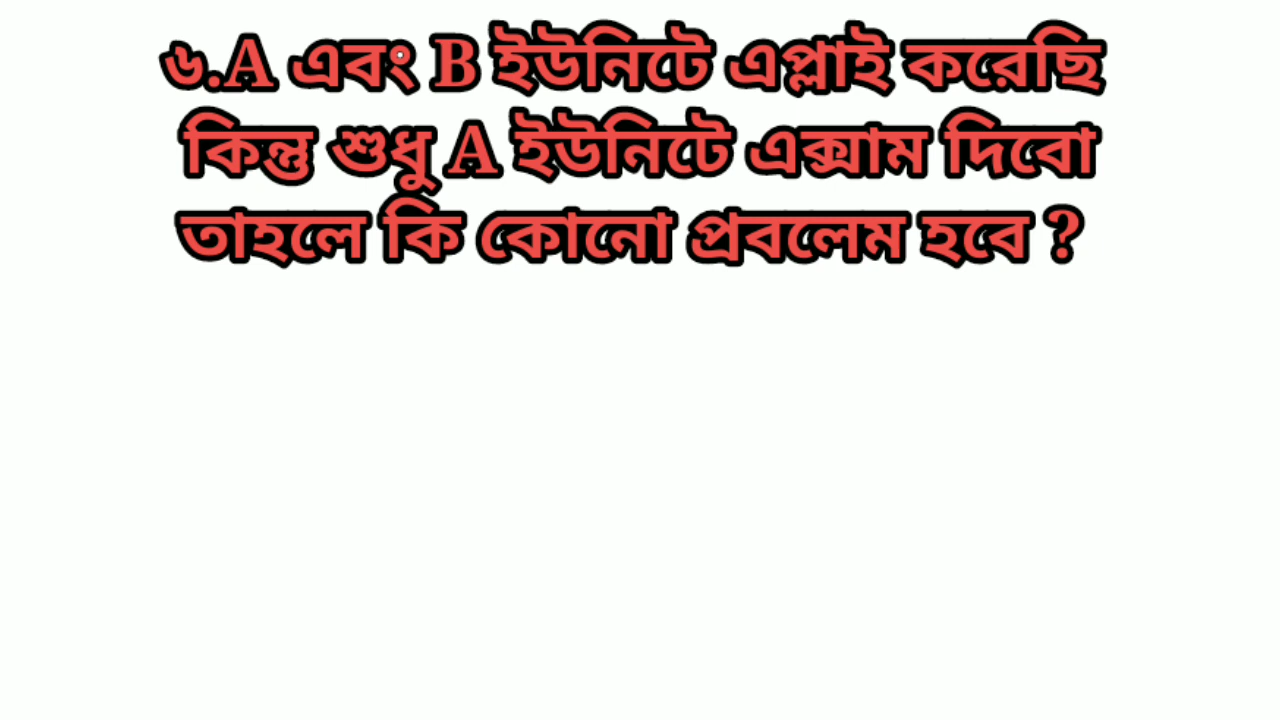 ৬.A এবং B ইউনিটে এপ্লাই করেছি
কিন্তু শুধু A ইউনিটে এক্সাম দিবো
তাহলে কি কোনো প্রবলেম হবে ?